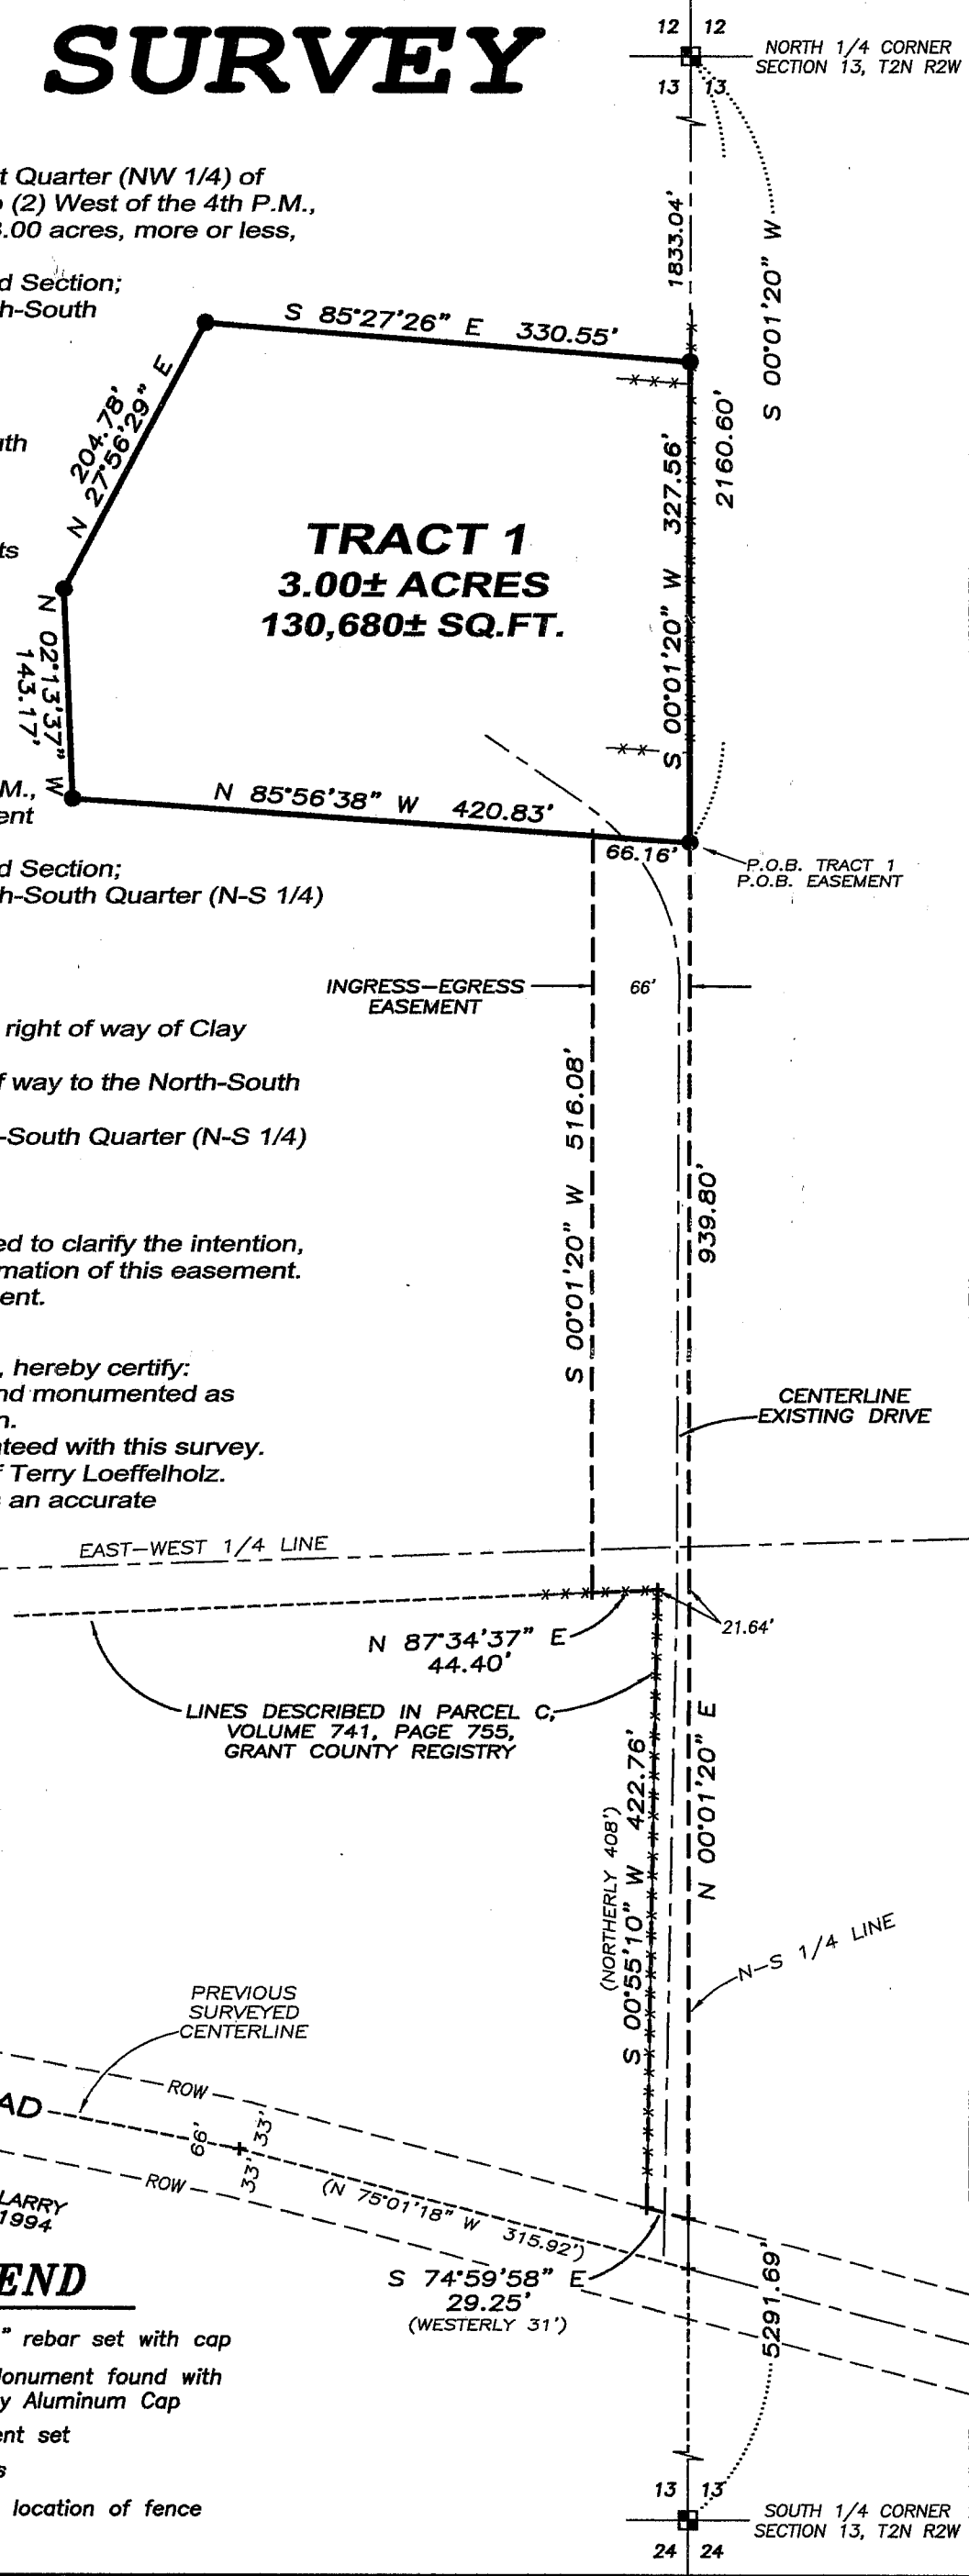 SURVEY
12 12
NORTH 1/4 CORNER
SECTION 13, T2N R2W
13 13
t Quarter (NW 1/4) of
(2) West of the 4th P.M.,
.00 acres, more or less,
d Section;
h-South
1833.04'
S 00°01'20" W
S 85°27'26" E 330.55'
204.78'
N 27°56'29" E
th
ts
2160.60'
S 00°01'20" W 327.56'
TRACT 1
3.00± ACRES
130,680± SQ.FT.
N 02°13'37" W
143.17'
N 85°56'38" W 420.83'
66.16'
P.O.B. TRACT 1
P.O.B. EASEMENT
M.,
ent
d Section;
h-South Quarter (N-S 1/4)
INGRESS-EGRESS
EASEMENT
66'
right of way of Clay
f way to the North-South
-South Quarter (N-S 1/4)
S 00°01'20" W 516.08'
939.80'
ed to clarify the intention,
mation of this easement.
ent.
, hereby certify:
nd monumented as
n.
nteed with this survey.
f Terry Loeffelholz.
an accurate
CENTERLINE
EXISTING DRIVE
EAST-WEST 1/4 LINE
N 87°34'37" E
44.40'
21.64'
LINES DESCRIBED IN PARCEL C,
VOLUME 741, PAGE 755,
GRANT COUNTY REGISTRY
(NORTHERLY 408')
S 00°55'10" W 422.76'
N 00°01'20" E
N-S 1/4 LINE
PREVIOUS
SURVEYED
CENTERLINE
ROW
AD
66'
33'
33'
ROW
(N 75°01'18" W 315.92')
LARRY
1994
S 74°59'58" E
29.25'
(WESTERLY 31')
5291.69'
END
" rebar set with cap
onument found with
y Aluminum Cap
ent set
s
location of fence
13 13
SOUTH 1/4 CORNER
SECTION 13, T2N R2W
24 24